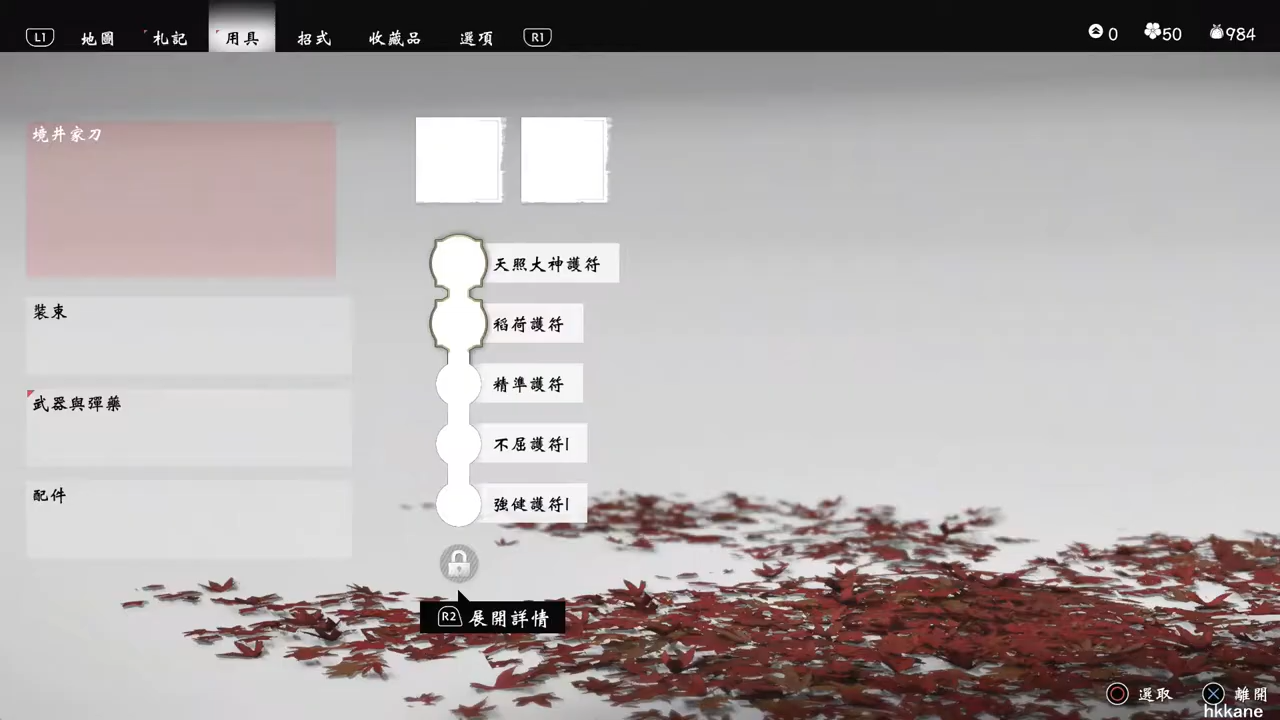 L1 地圖 札記 用具 招式 收藏品 選項 R1 0 50 984
境井家刀
裝束
武器與彈藥
配件
天照大神護符
稻荷護符
精準護符
不屈護符I
強健護符I
R2 展開詳情
選取 離開
hkkane